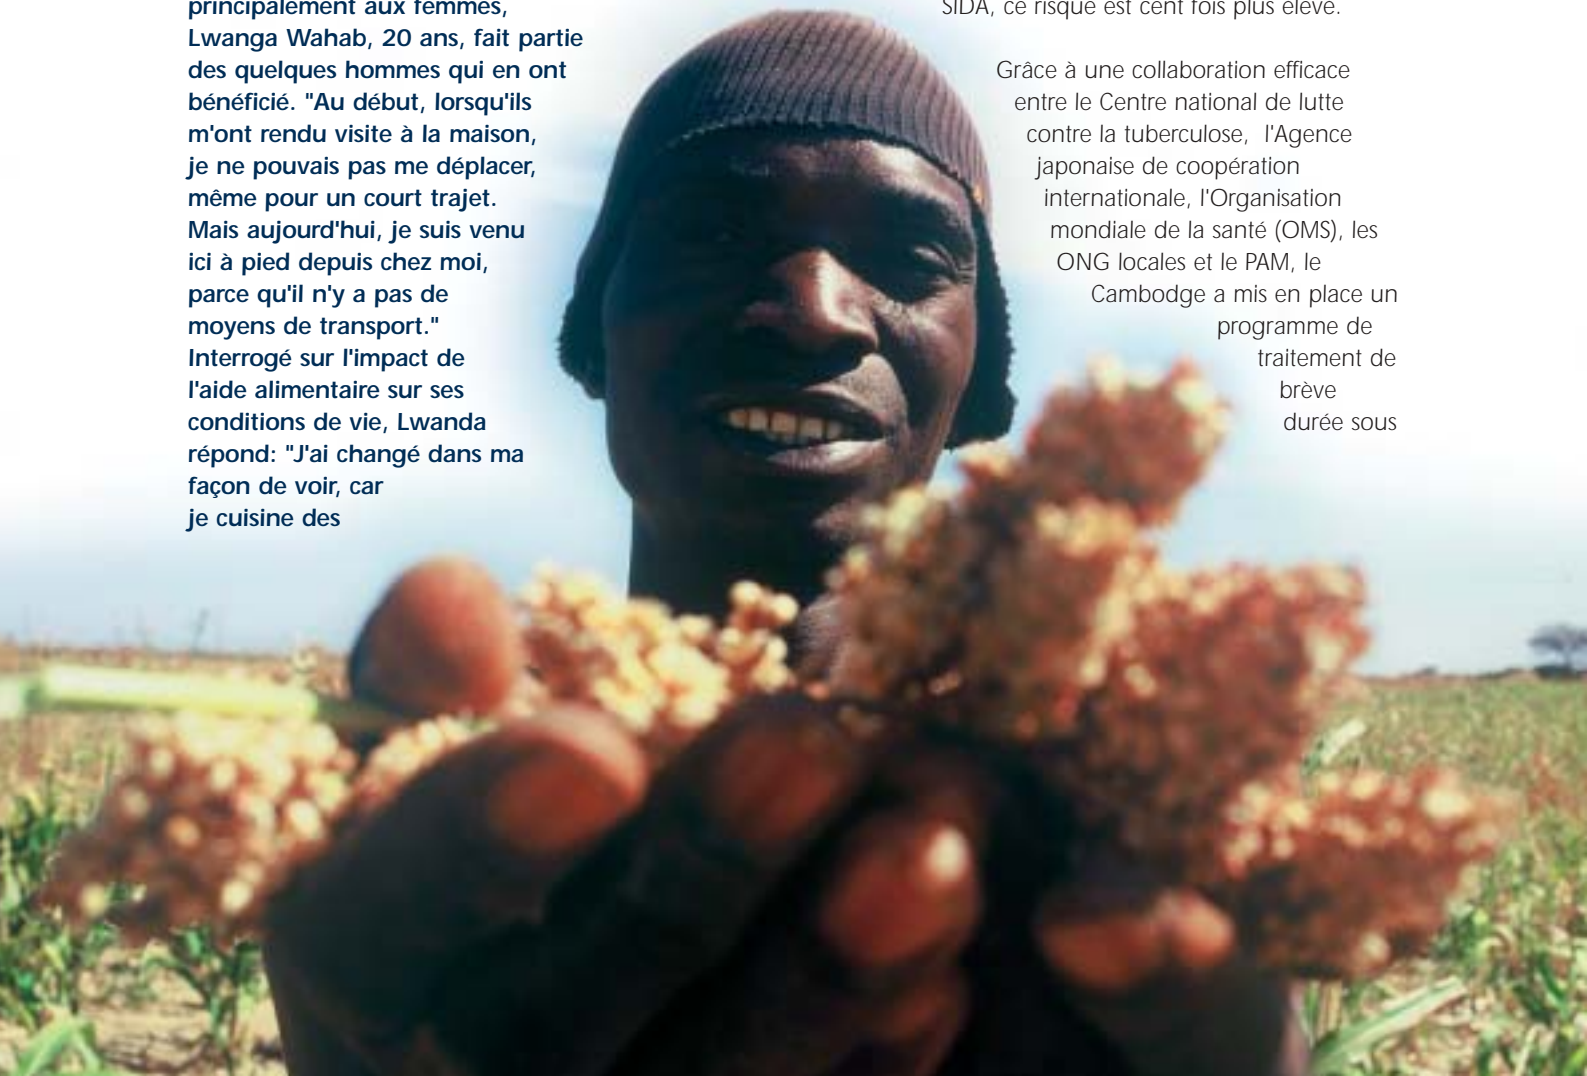 principalement aux femmes,
Lwanga Wahab, 20 ans, fait partie
des quelques hommes qui en ont
bénéficié. "Au début, lorsqu'ils
m'ont rendu visite à la maison,
je ne pouvais pas me déplacer,
même pour un court trajet.
Mais aujourd'hui, je suis venu
ici à pied depuis chez moi,
parce qu'il n'y a pas de
moyens de transport."
Interrogé sur l'impact de
l'aide alimentaire sur ses
conditions de vie, Lwanda
répond: "J'ai changé dans ma
façon de voir, car
je cuisine des
SIDA, ce risque est cent fois plus élevé.
Grâce à une collaboration efficace
entre le Centre national de lutte
contre la tuberculose, l'Agence
japonaise de coopération
internationale, l'Organisation
mondiale de la santé (OMS), les
ONG locales et le PAM, le
Cambodge a mis en place un
programme de
traitement de
brève
durée sous